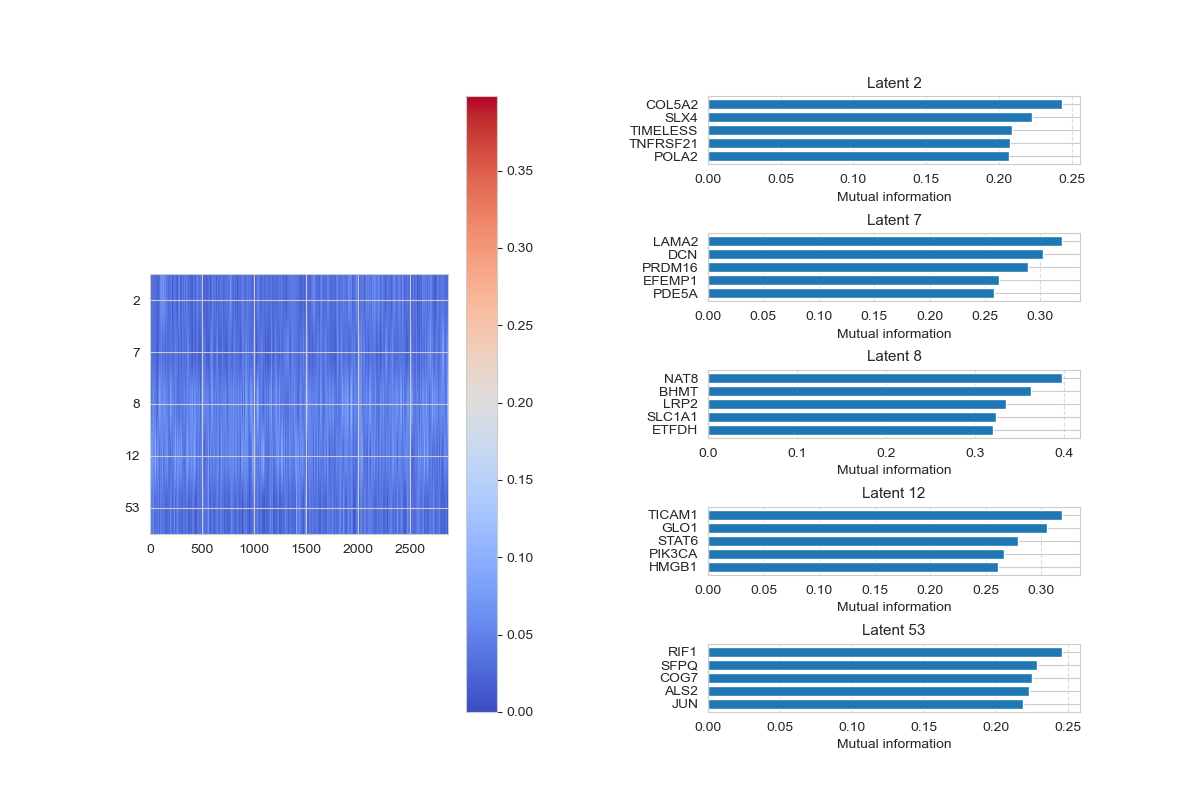 2
7
8
12
53
0 500 1000 1500 2000 2500
0.35
0.30
0.25
0.20
0.15
0.10
0.05
0.00
Latent 2
COL5A2
SLX4
TIMELESS
TNFRSF21
POLA2
0.00 0.05 0.10 0.15 0.20 0.25
Mutual information
Latent 7
LAMA2
DCN
PRDM16
EFEMP1
PDE5A
0.00 0.05 0.10 0.15 0.20 0.25 0.30
Mutual information
Latent 8
NAT8
BHMT
LRP2
SLC1A1
ETFDH
0.0 0.1 0.2 0.3 0.4
Mutual information
Latent 12
TICAM1
GLO1
STAT6
PIK3CA
HMGB1
0.00 0.05 0.10 0.15 0.20 0.25 0.30
Mutual information
Latent 53
RIF1
SFPQ
COG7
ALS2
JUN
0.00 0.05 0.10 0.15 0.20 0.25
Mutual information